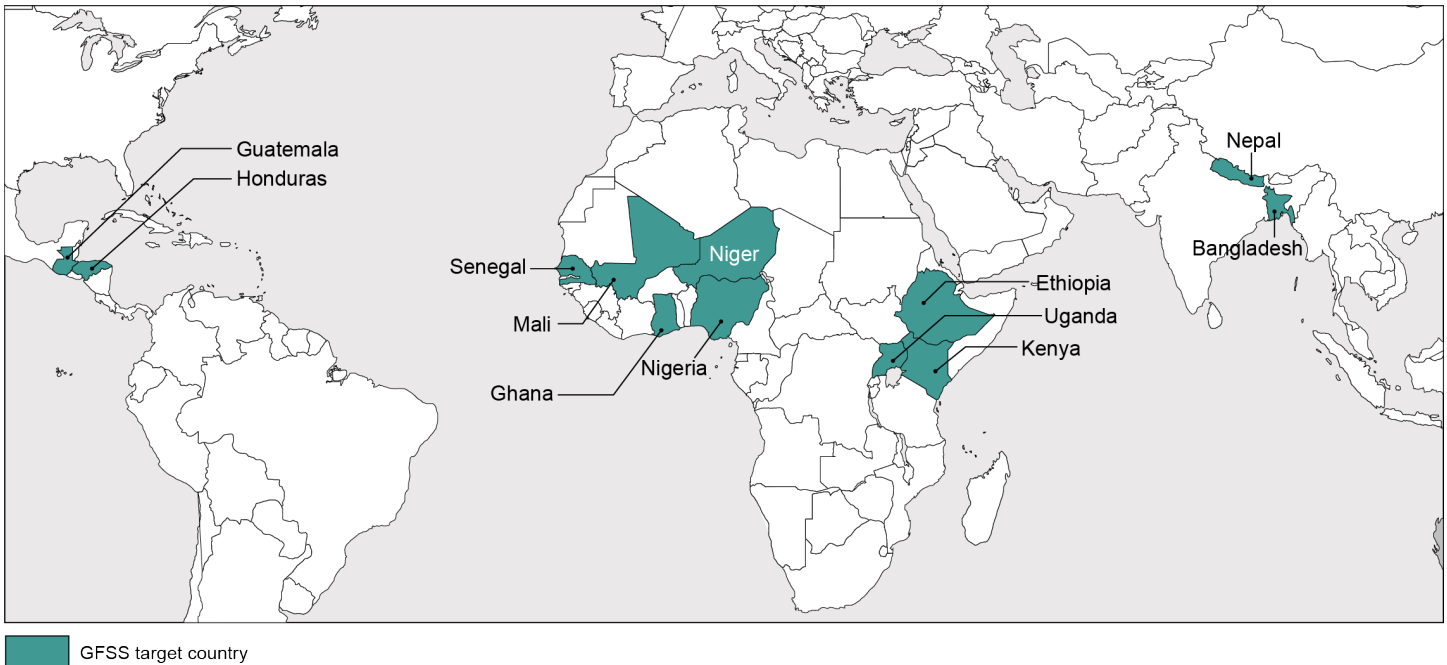 Guatemala
Honduras
Nepal
Bangladesh
Niger
Senegal
Mali
Ghana
Nigeria
Ethiopia
Uganda
Kenya
GFSS target country